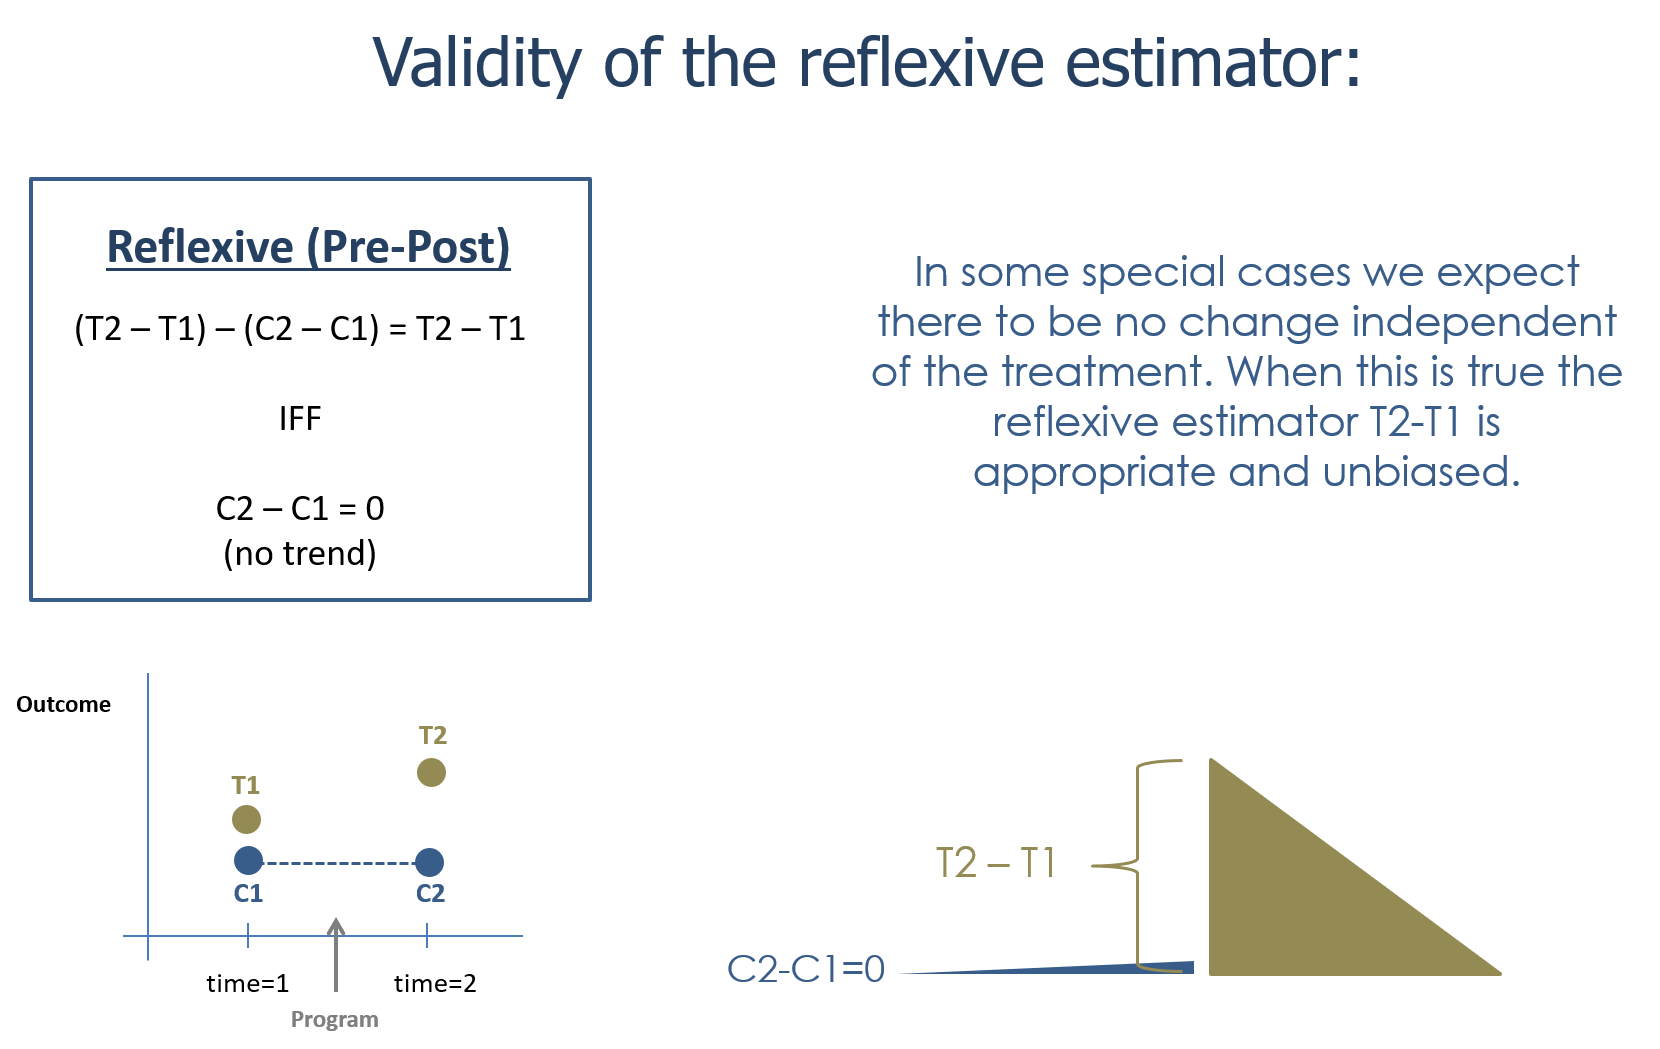 Validity of the reflexive estimator:
Reflexive (Pre-Post)
(T2 – T1) – (C2 – C1) = T2 – T1
IFF
C2 – C1 = 0
(no trend)
In some special cases we expect
there to be no change independent
of the treatment. When this is true the
reflexive estimator T2-T1 is
appropriate and unbiased.
Outcome
T2
T1
C1
C2
time=1
time=2
Program
T2 – T1
C2-C1=0